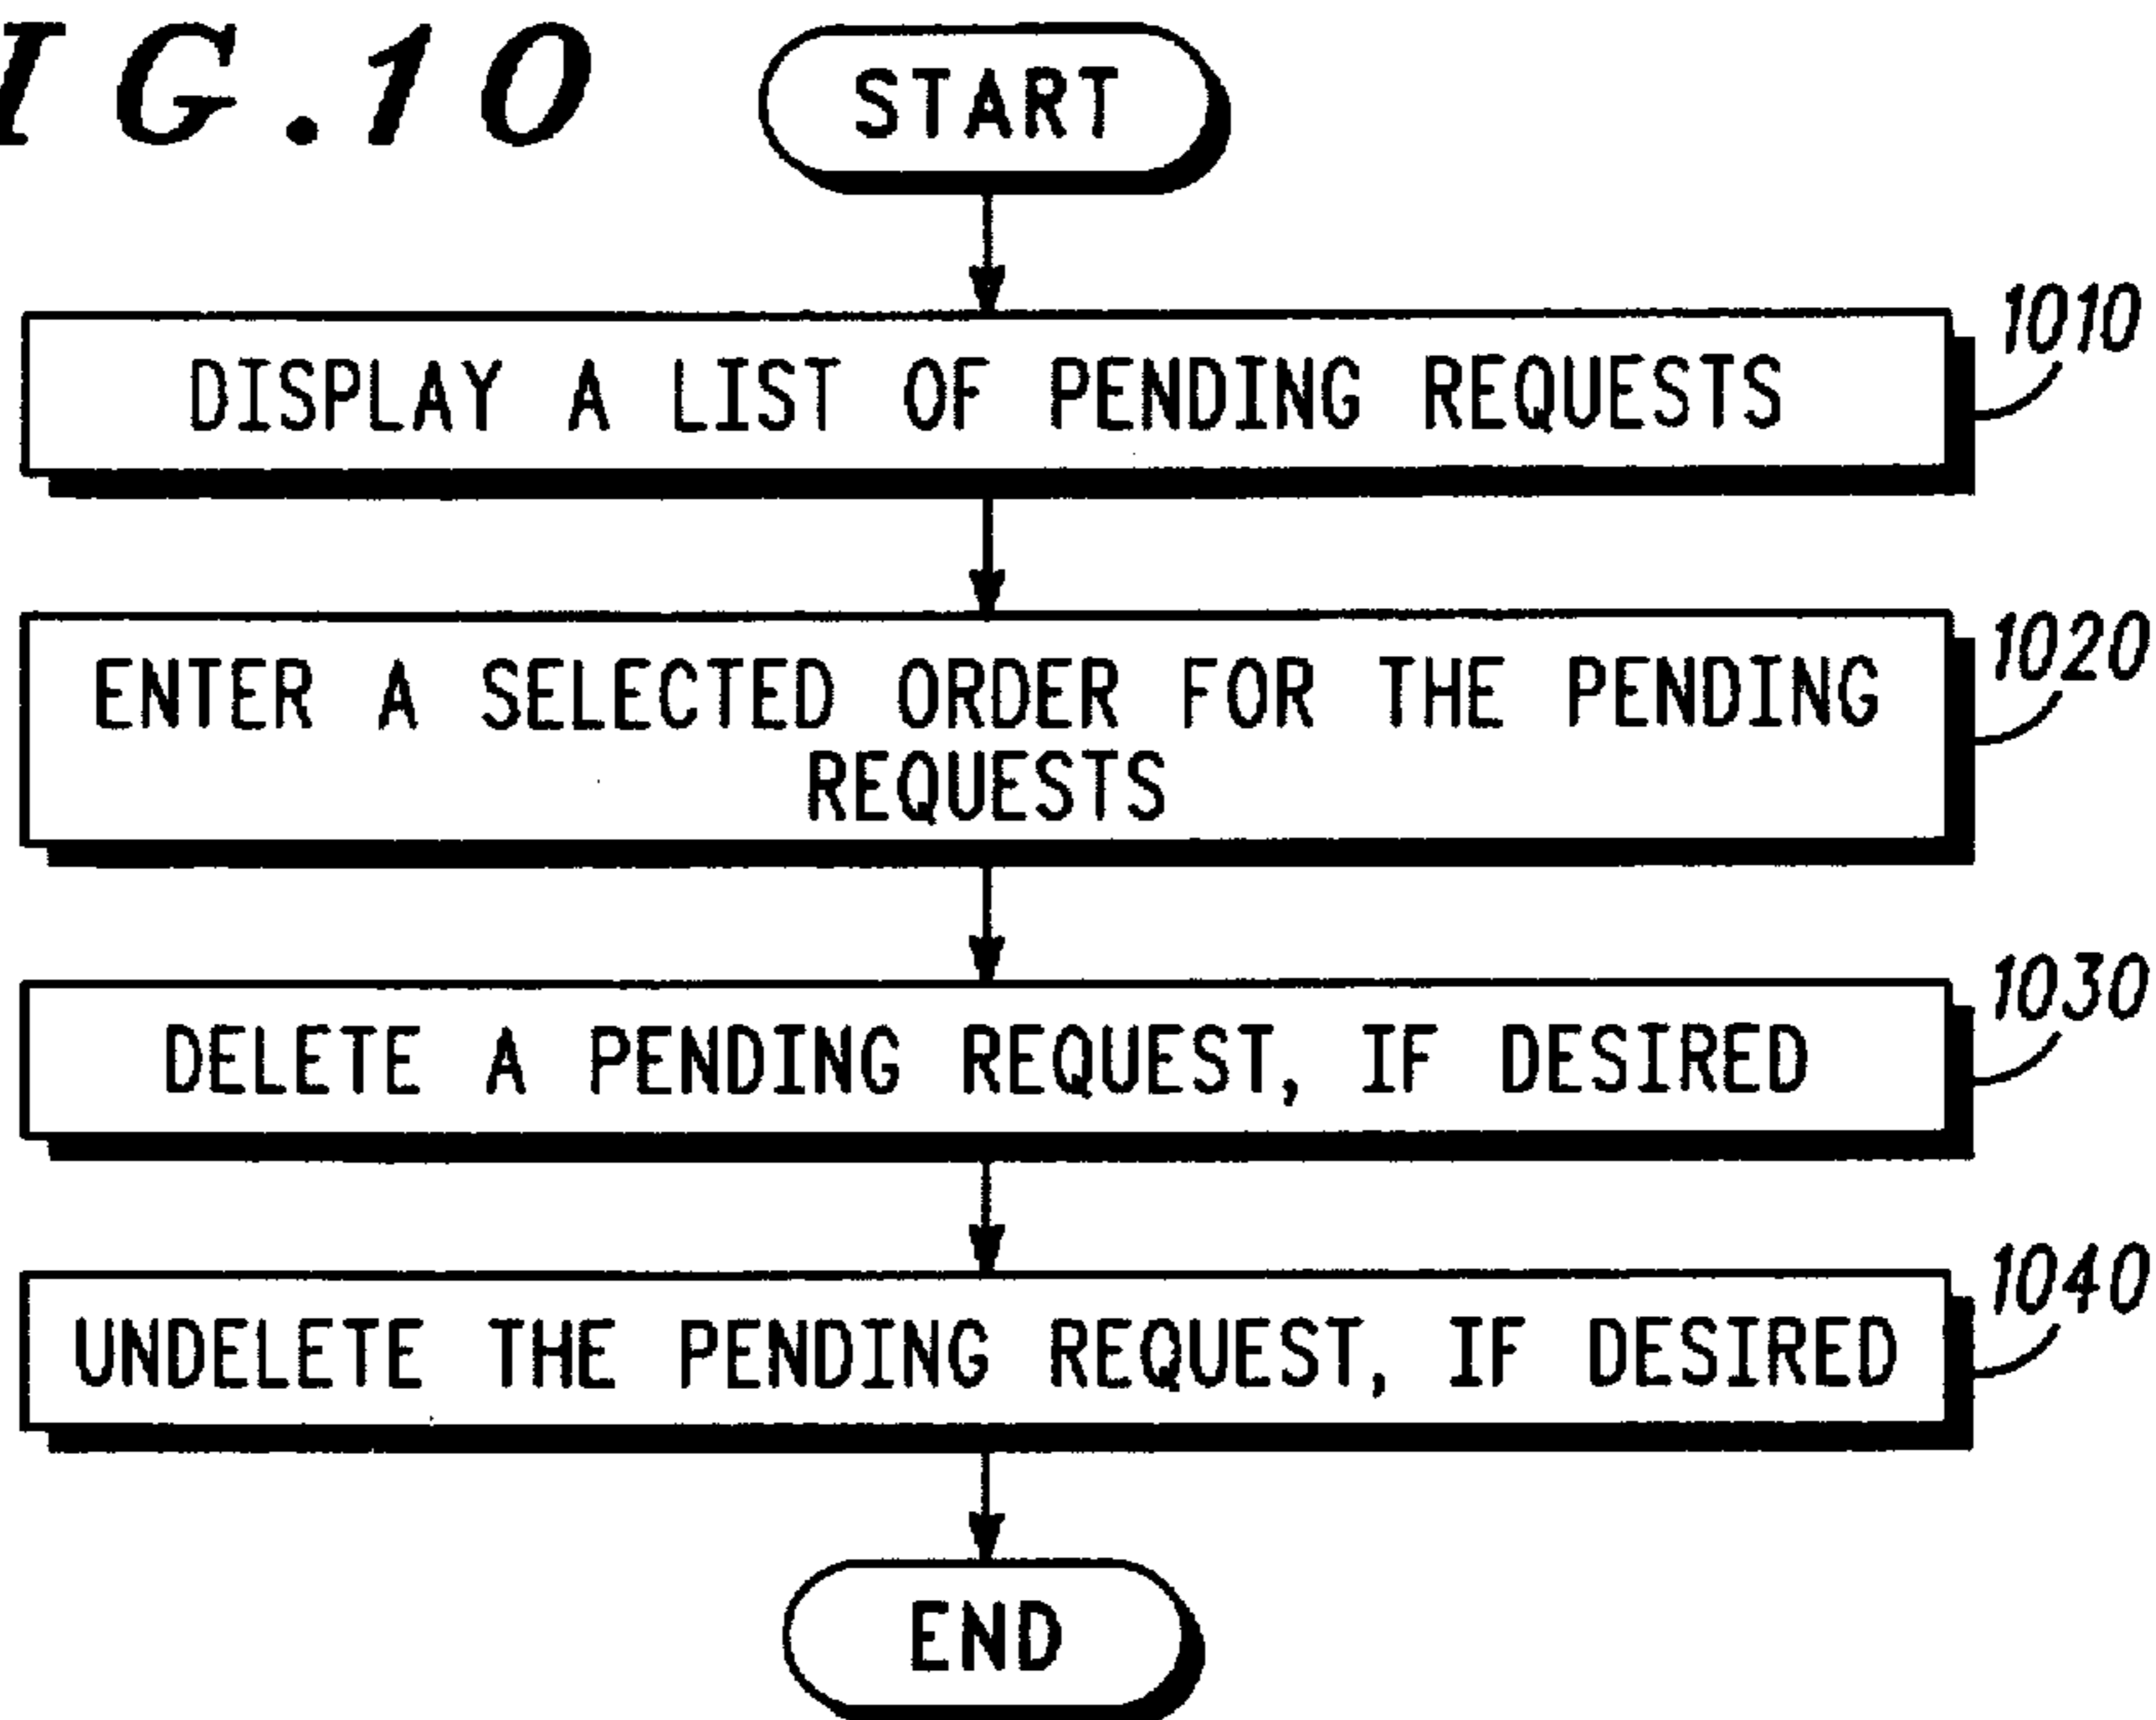 IG.10
START
DISPLAY A LIST OF PENDING REQUESTS
1010
ENTER A SELECTED ORDER FOR THE PENDING
REQUESTS
1020
DELETE A PENDING REQUEST, IF DESIRED
1030
UNDELETE THE PENDING REQUEST, IF DESIRED
1040
END